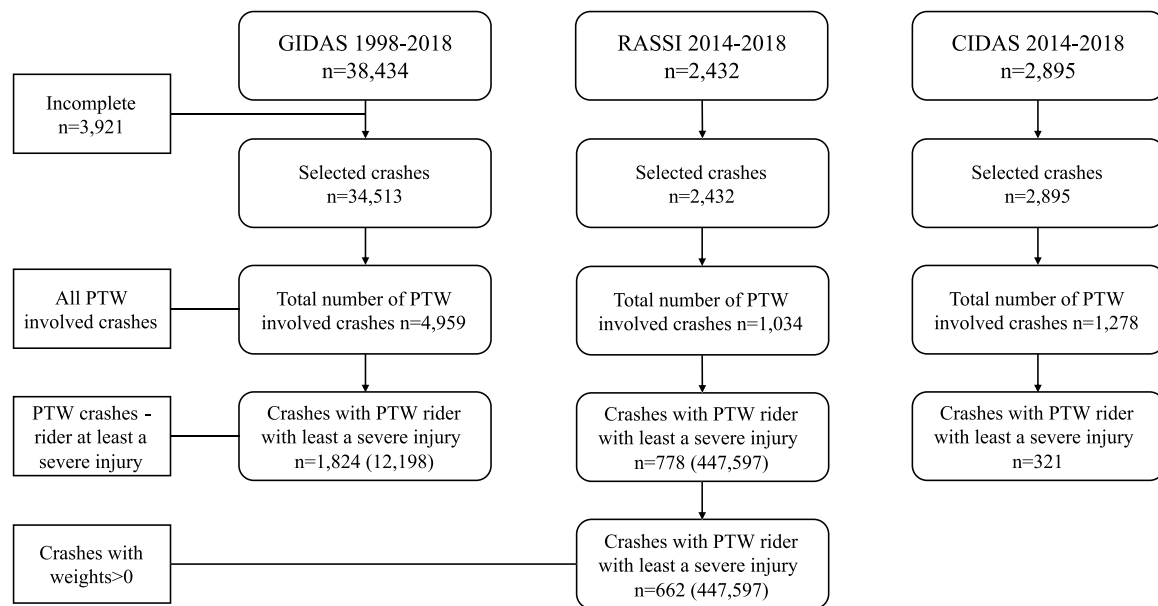 GIDAS 1998-2018
n=38,434
RASSI 2014-2018
n=2,432
CIDAS 2014-2018
n=2,895
Incomplete
n=3,921
Selected crashes
n=34,513
Selected crashes
n=2,432
Selected crashes
n=2,895
All PTW
involved crashes
Total number of PTW
involved crashes n=4,959
Total number of PTW
involved crashes n=1,034
Total number of PTW
involved crashes n=1,278
PTW crashes -
rider at least a
severe injury
Crashes with PTW rider
with least a severe injury
n=1,824 (12,198)
Crashes with PTW rider
with least a severe injury
n=778 (447,597)
Crashes with PTW rider
with least a severe injury
n=321
Crashes with
weights>0
Crashes with PTW rider
with least a severe injury
n=662 (447,597)